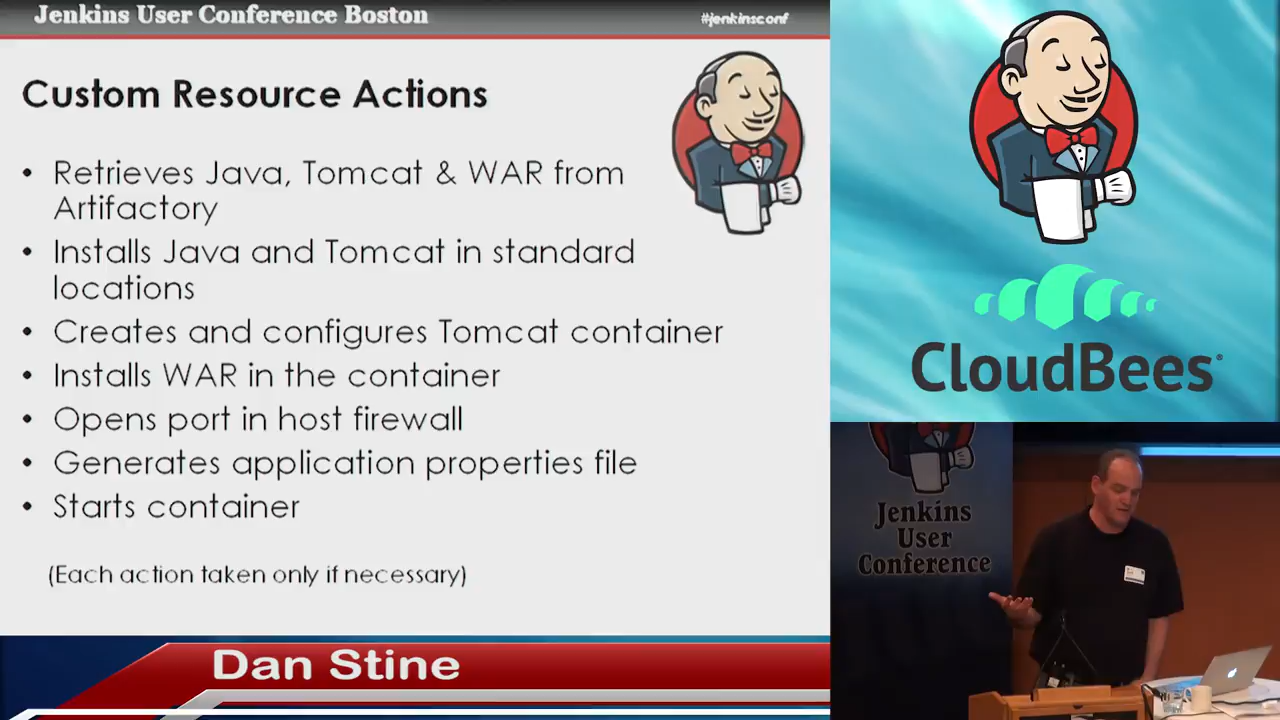 Jenkins User Conference Boston
#jenkinsconf
Custom Resource Actions
• Retrieves Java, Tomcat & WAR from
Artifactory
• Installs Java and Tomcat in standard
locations
• Creates and configures Tomcat container
• Installs WAR in the container
• Opens port in host firewall
• Generates application properties file
• Starts container
(Each action taken only if necessary)
Dan Stine
CloudBees®
Jenkins
User
Conference